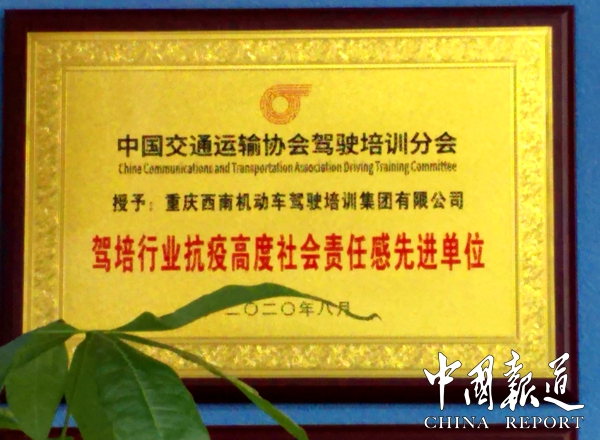 中国交通运输协会驾驶培训分会
China Communications and Transportation Association Driving Training Committee
授予：重庆西南机动车驾驶培训集团有限公司
驾培行业抗疫高度社会责任感先进单位
二〇二〇年八月
中國報道
CHINA REPORT